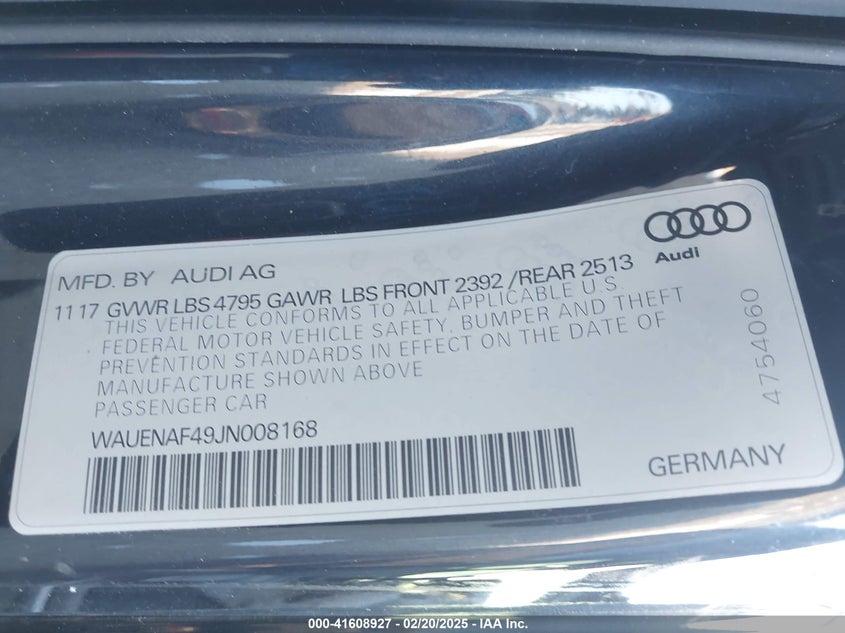 MFD. BY AUDI AG
Audi
11 17 GVWR LBS 4795 GAWR LBS FRONT 2392 /REAR 2513
THIS VEHICLE CONFORMS TO ALL APPLICABLE U.S.
FEDERAL MOTOR VEHICLE SAFETY, BUMPER AND THEFT
PREVENTION STANDARDS IN EFFECT ON THE DATE OF
MANUFACTURE SHOWN ABOVE
PASSENGER CAR
4754060
WAUENAF49JN008168
GERMANY
000-41608927 - 02/20/2025 - IAA Inc.